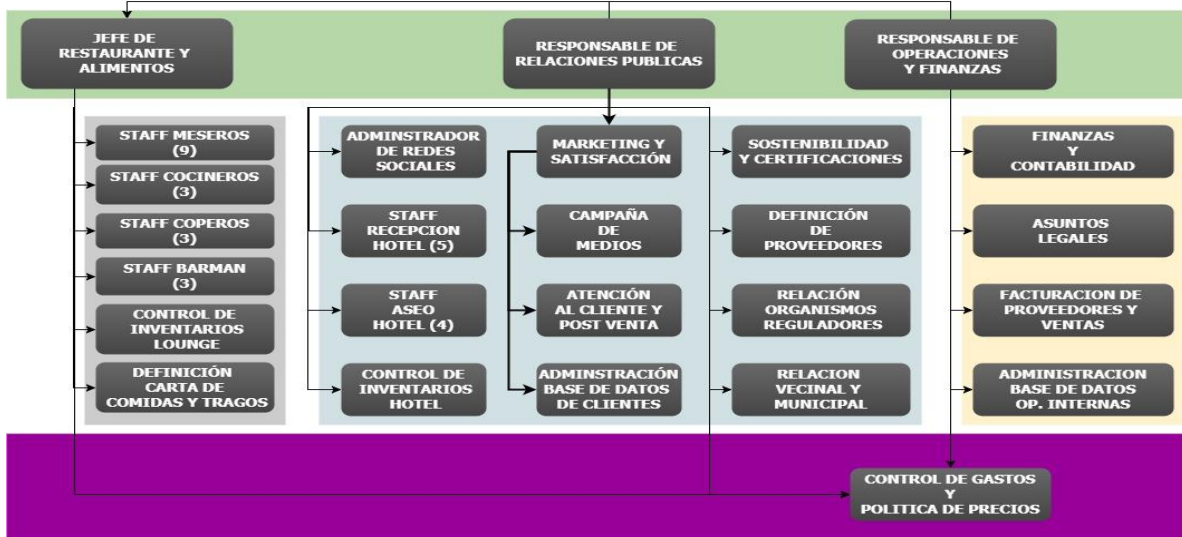 JEFE DE
RESTAURANTE Y
ALIMENTOS
RESPONSABLE DE
RELACIONES PUBLICAS
RESPONSABLE DE
OPERACIONES
Y FINANZAS
STAFF MESEROS
(9)
STAFF COCINEROS
(3)
STAFF COPEROS
(3)
STAFF BARMAN
(3)
CONTROL DE
INVENTARIOS
LOUNGE
DEFINICIÓN
CARTA DE
COMIDAS Y TRAGOS
ADMINSTRADOR
DE REDES
SOCIALES
STAFF
RECEPCION
HOTEL (5)
STAFF
ASEO
HOTEL (4)
CONTROL DE
INVENTARIOS
HOTEL
MARKETING Y
SATISFACCIÓN
CAMPAÑA
DE
MEDIOS
ATENCIÓN
AL CLIENTE Y
POST VENTA
ADMINSTRACIÓN
BASE DE DATOS
DE CLIENTES
SOSTENIBILIDAD
Y CERTIFICACIONES
DEFINICIÓN
DE
PROVEEDORES
RELACIÓN
ORGANISMOS
REGULADORES
RELACION
VECINAL Y
MUNICIPAL
FINANZAS
Y
CONTABILIDAD
ASUNTOS
LEGALES
FACTURACION DE
PROVEEDORES Y
VENTAS
ADMINISTRACION
BASE DE DATOS
OP. INTERNAS
CONTROL DE GASTOS
Y
POLITICA DE PRECIOS